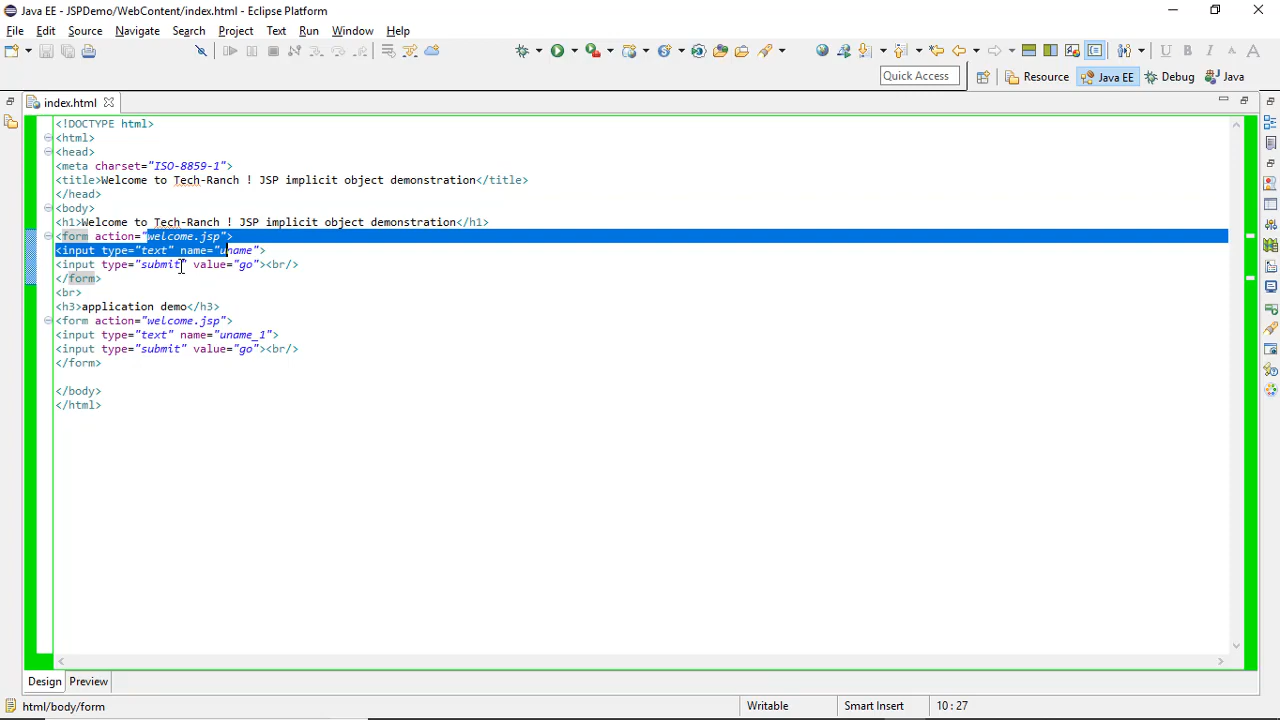 Java EE - JSPDemo/WebContent/index.html - Eclipse Platform
File Edit Source Navigate Search Project Text Run Window Help
Quick Access Resource Java EE Debug Java
index.html
<!DOCTYPE html>
<html>
<head>
<meta charset="ISO-8859-1">
<title>Welcome to Tech-Ranch ! JSP implicit object demonstration</title>
</head>
<body>
<h1>Welcome to Tech-Ranch ! JSP implicit object demonstration</h1>
<form action="welcome.jsp">
<input type="text" name="uname">
<input type="submit" value="go"><br/>
</form>
<br>
<h3>application demo</h3>
<form action="welcome.jsp">
<input type="text" name="uname_1">
<input type="submit" value="go"><br/>
</form>
</body>
</html>
Design Preview
html/body/form Writable Smart Insert 10 : 27